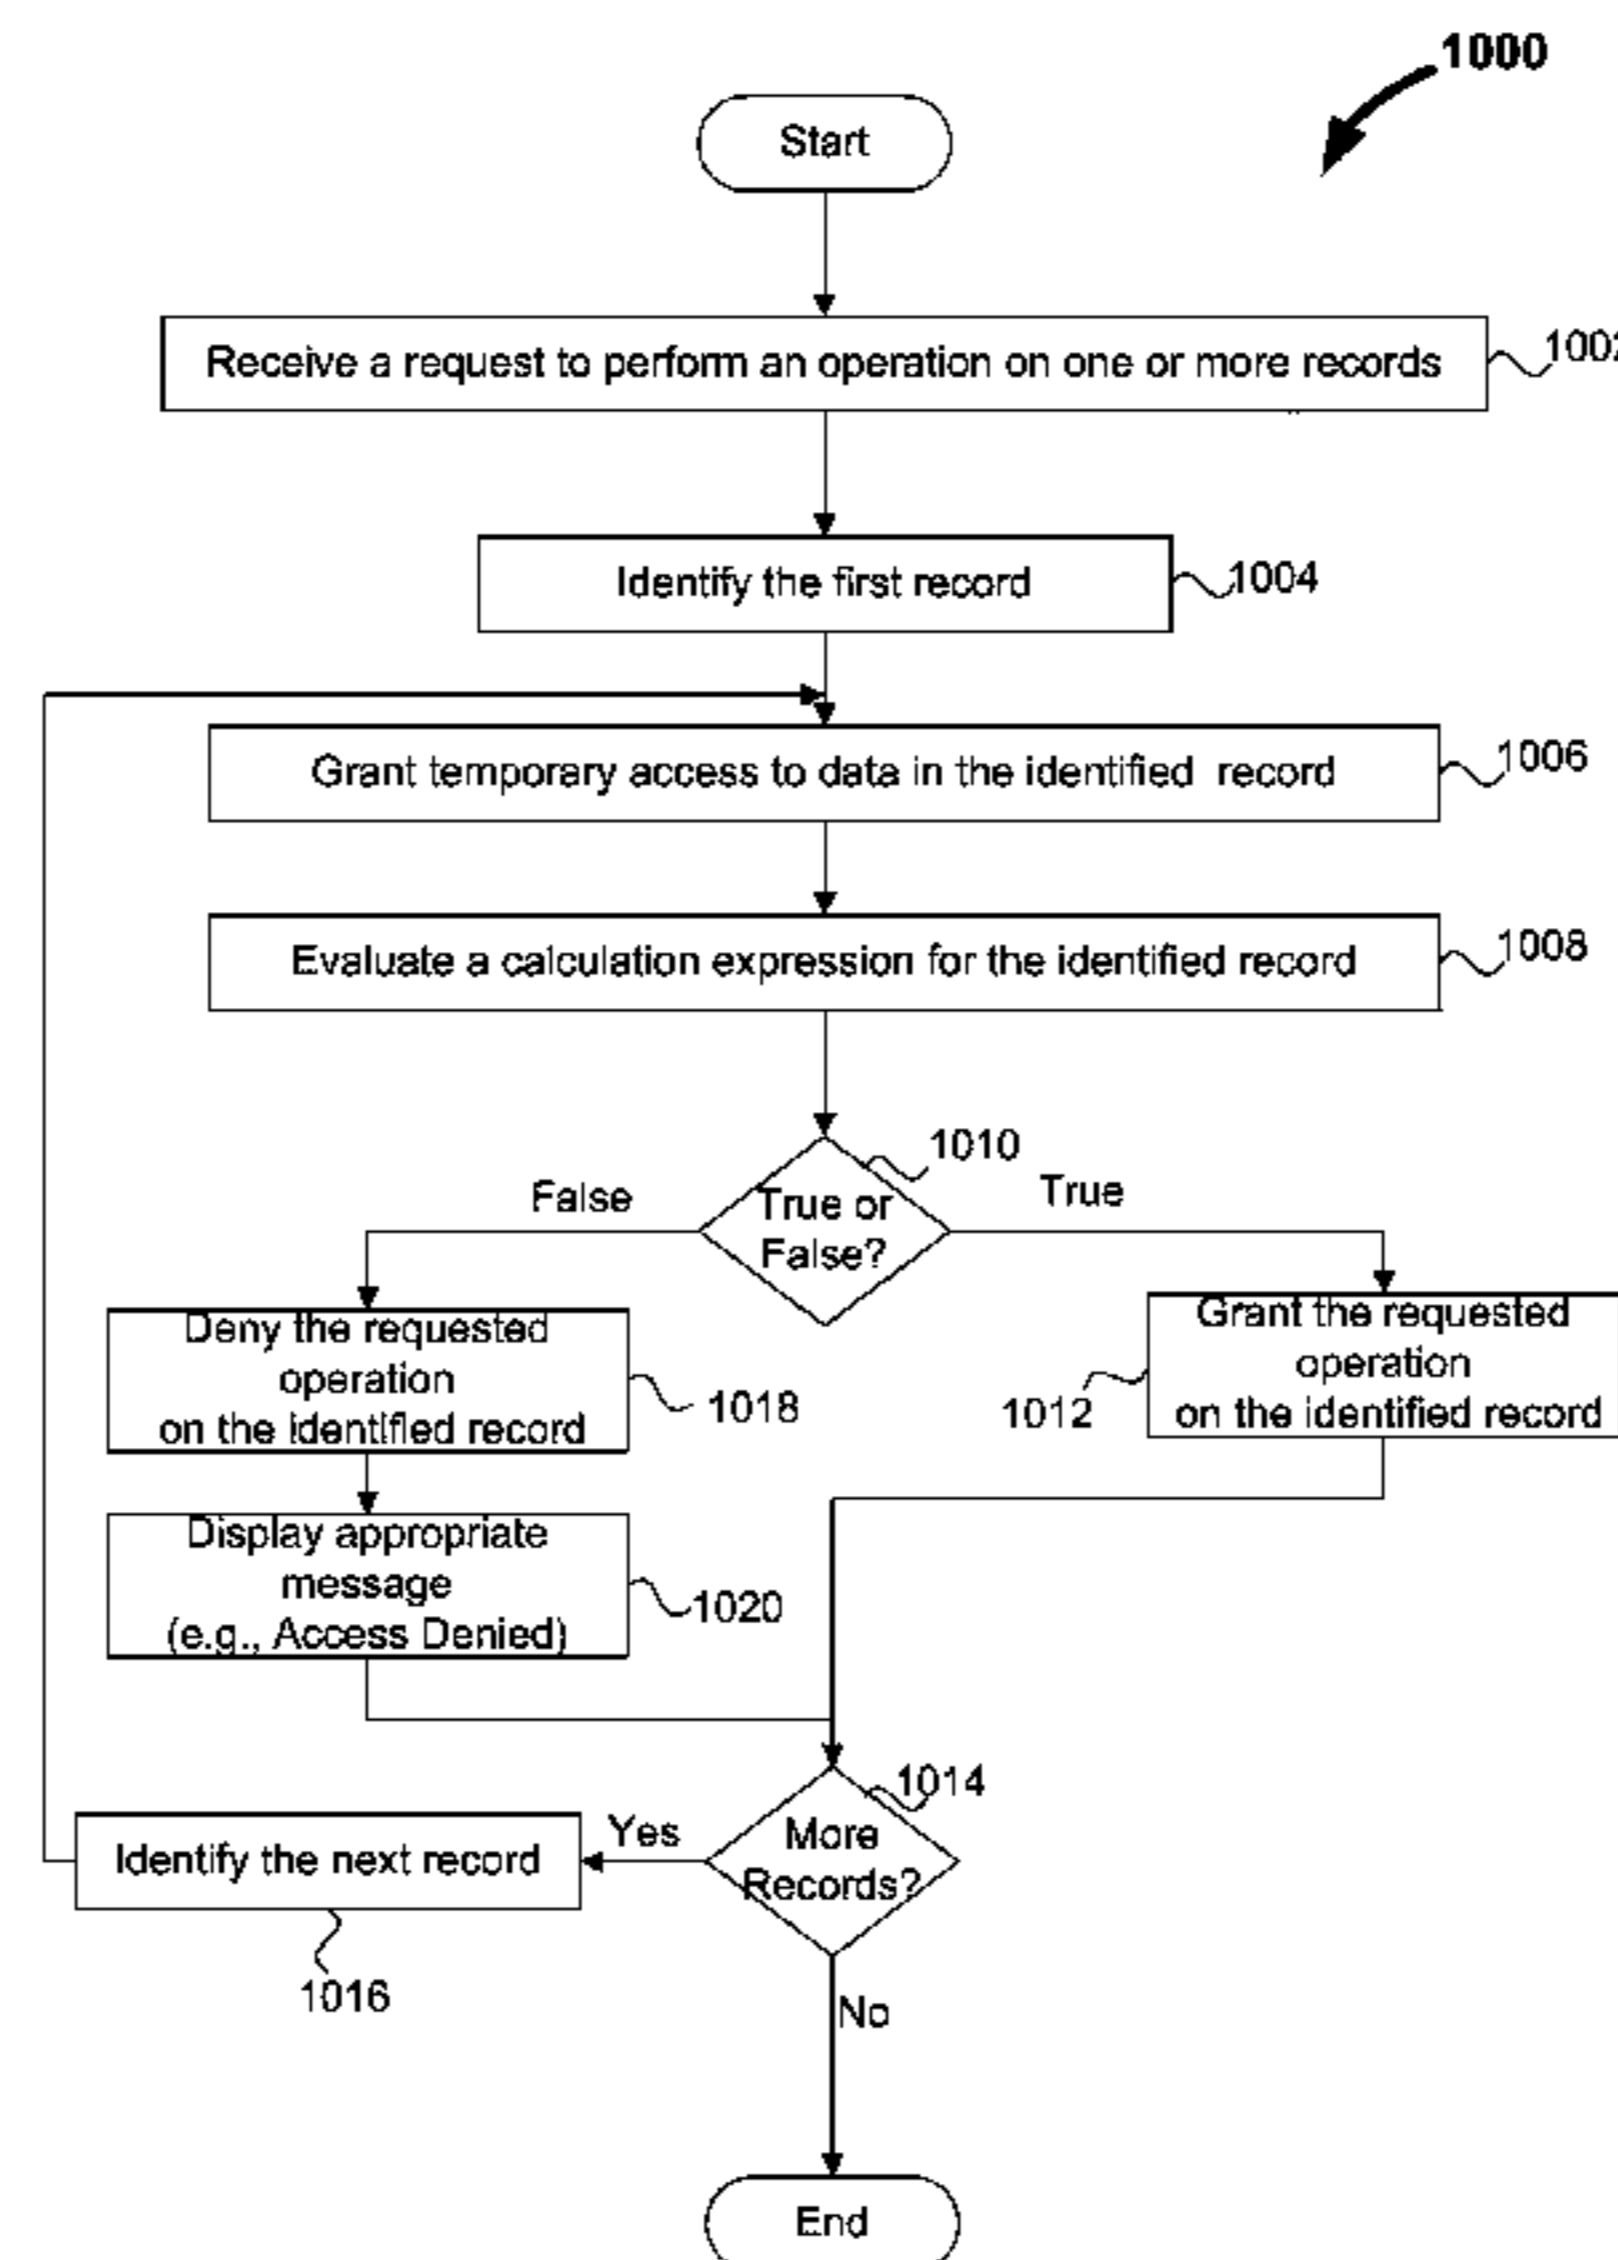 1000
Start
Receive a request to perform an operation on one or more records
1002
Identify the first record
1004
Grant temporary access to data in the identified record
1006
Evaluate a calculation expression for the identified record
1008
1010
False
True or
False?
True
Deny the requested
operation
on the identified record
1018
Grant the requested
operation
on the identified record
1012
Display appropriate
message
(e.g., Access Denied)
1020
1014
More
Records?
Yes
Identify the next record
1016
No
End